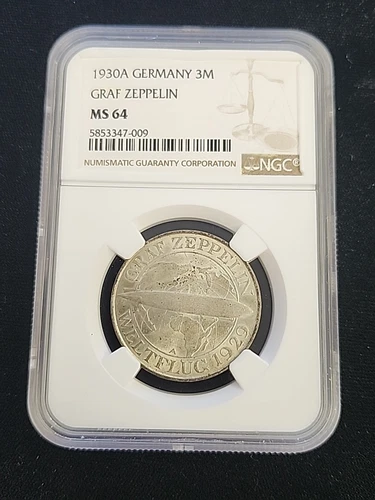 1930A GERMANY 3M
GRAF ZEPPELIN
MS 64
5853347-009
NUMISMATIC GUARANTY CORPORATION
NGC®
GRAF ZEPPELIN
WELTFLUG 1929